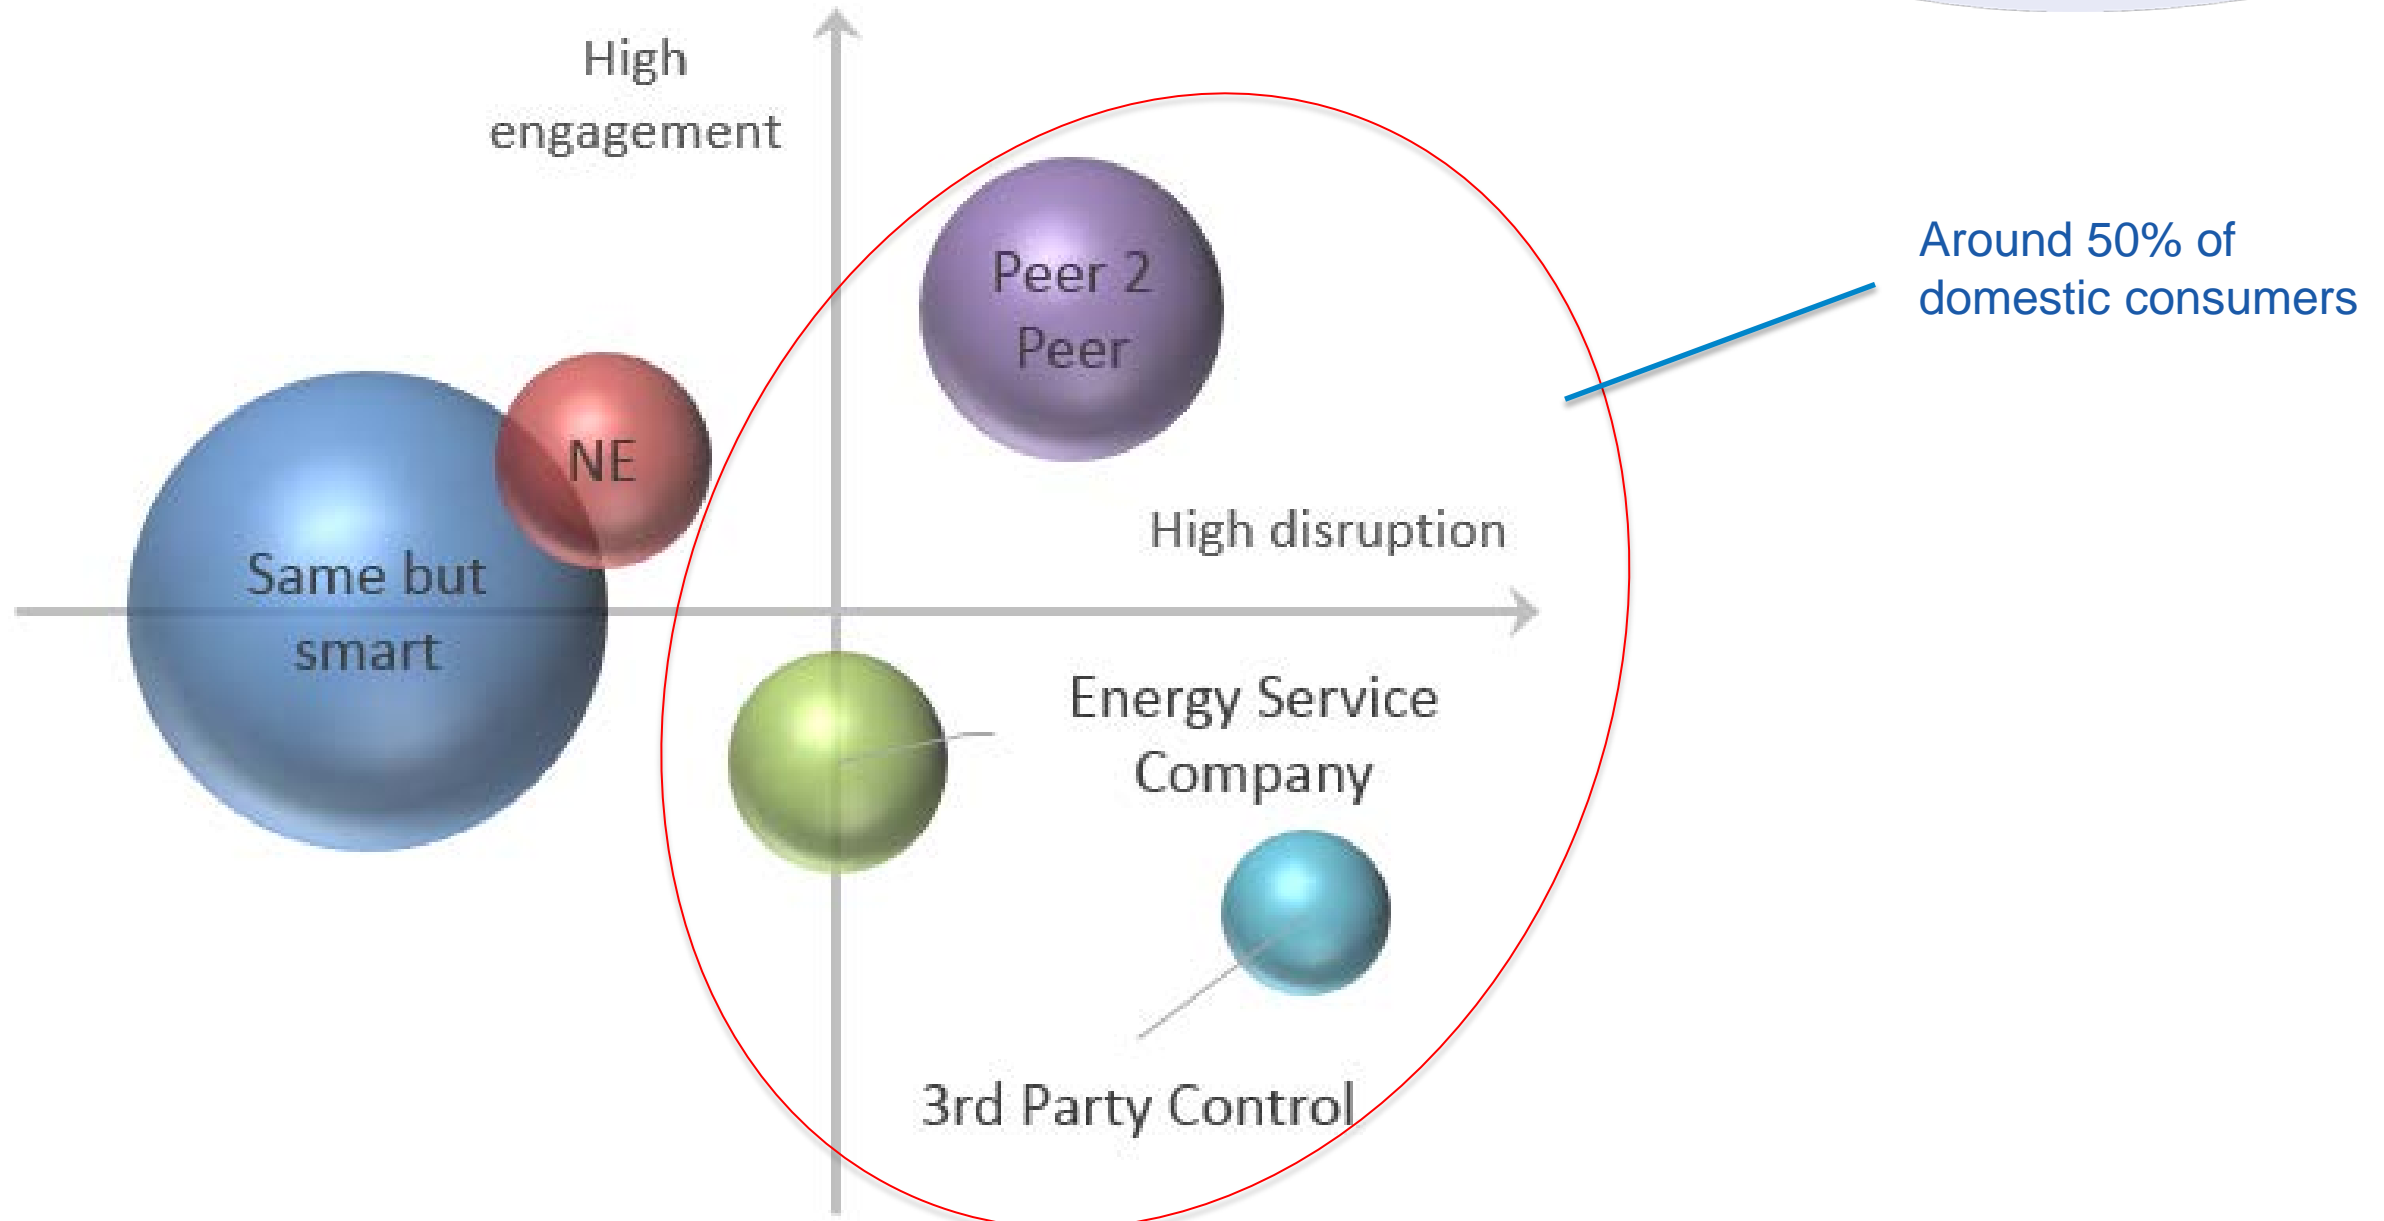 High
engagement
Peer 2
Peer
Around 50% of
domestic consumers
NE
High disruption
Same but
smart
Energy Service
Company
3rd Party Control